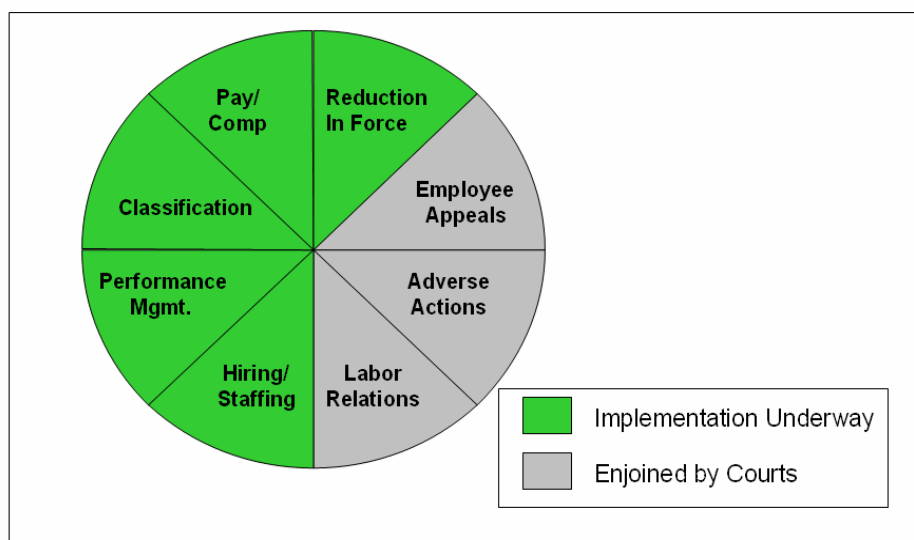 Pay/
Comp
Reduction
In Force
Employee
Appeals
Adverse
Actions
Labor
Relations
Hiring/
Staffing
Performance
Mgmt.
Classification
Implementation Underway
Enjoined by Courts